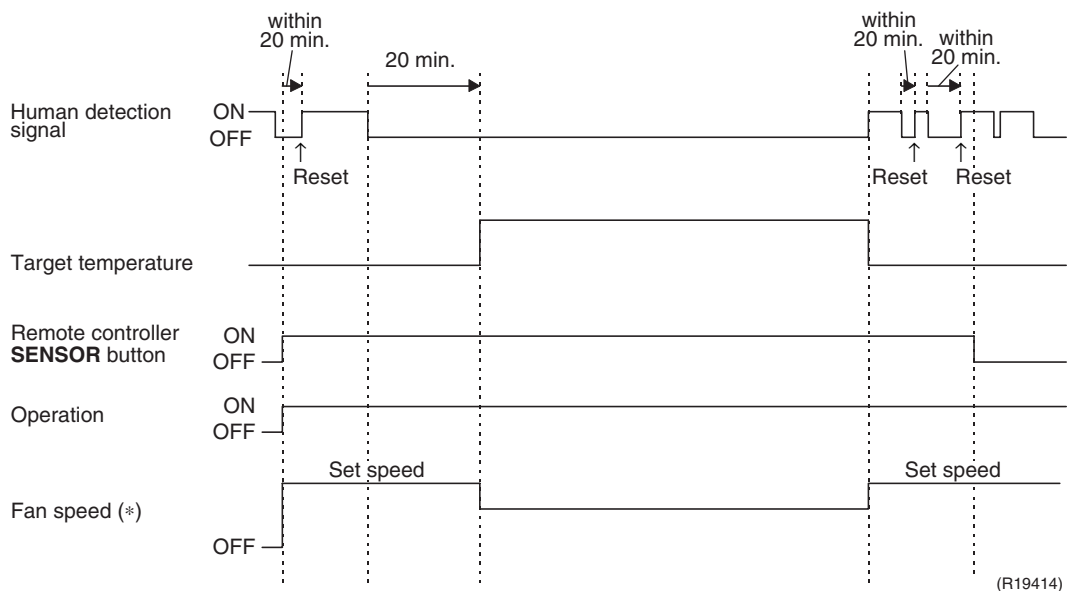 within
20 min.
20 min.
within
20 min.
within
20 min.
Human detection
signal
ON
OFF
Reset
Reset
Reset
Target temperature
Remote controller
SENSOR button
ON
OFF
Operation
ON
OFF
Set speed
Set speed
Fan speed (*)
OFF
(R19414)